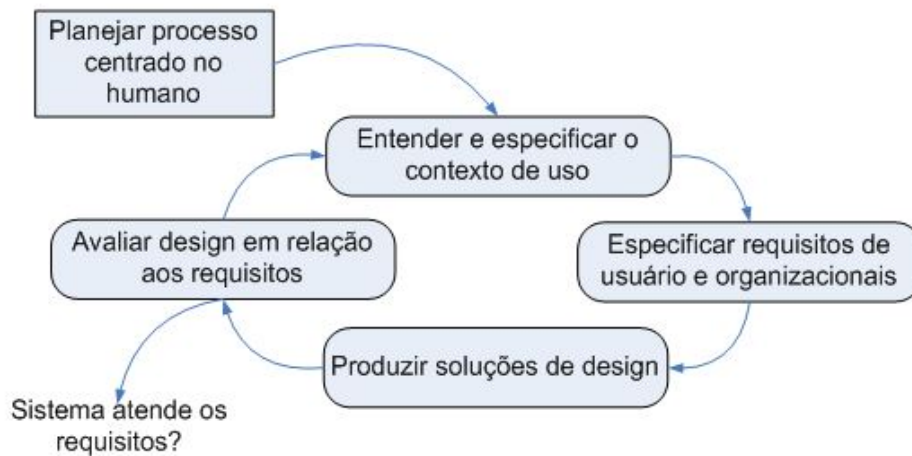 Planejar processo
centrado no
humano
Entender e especificar o
contexto de uso
Avaliar design em relação
aos requisitos
Especificar requisitos de
usuário e organizacionais
Produzir soluções de design
Sistema atende os
requisitos?